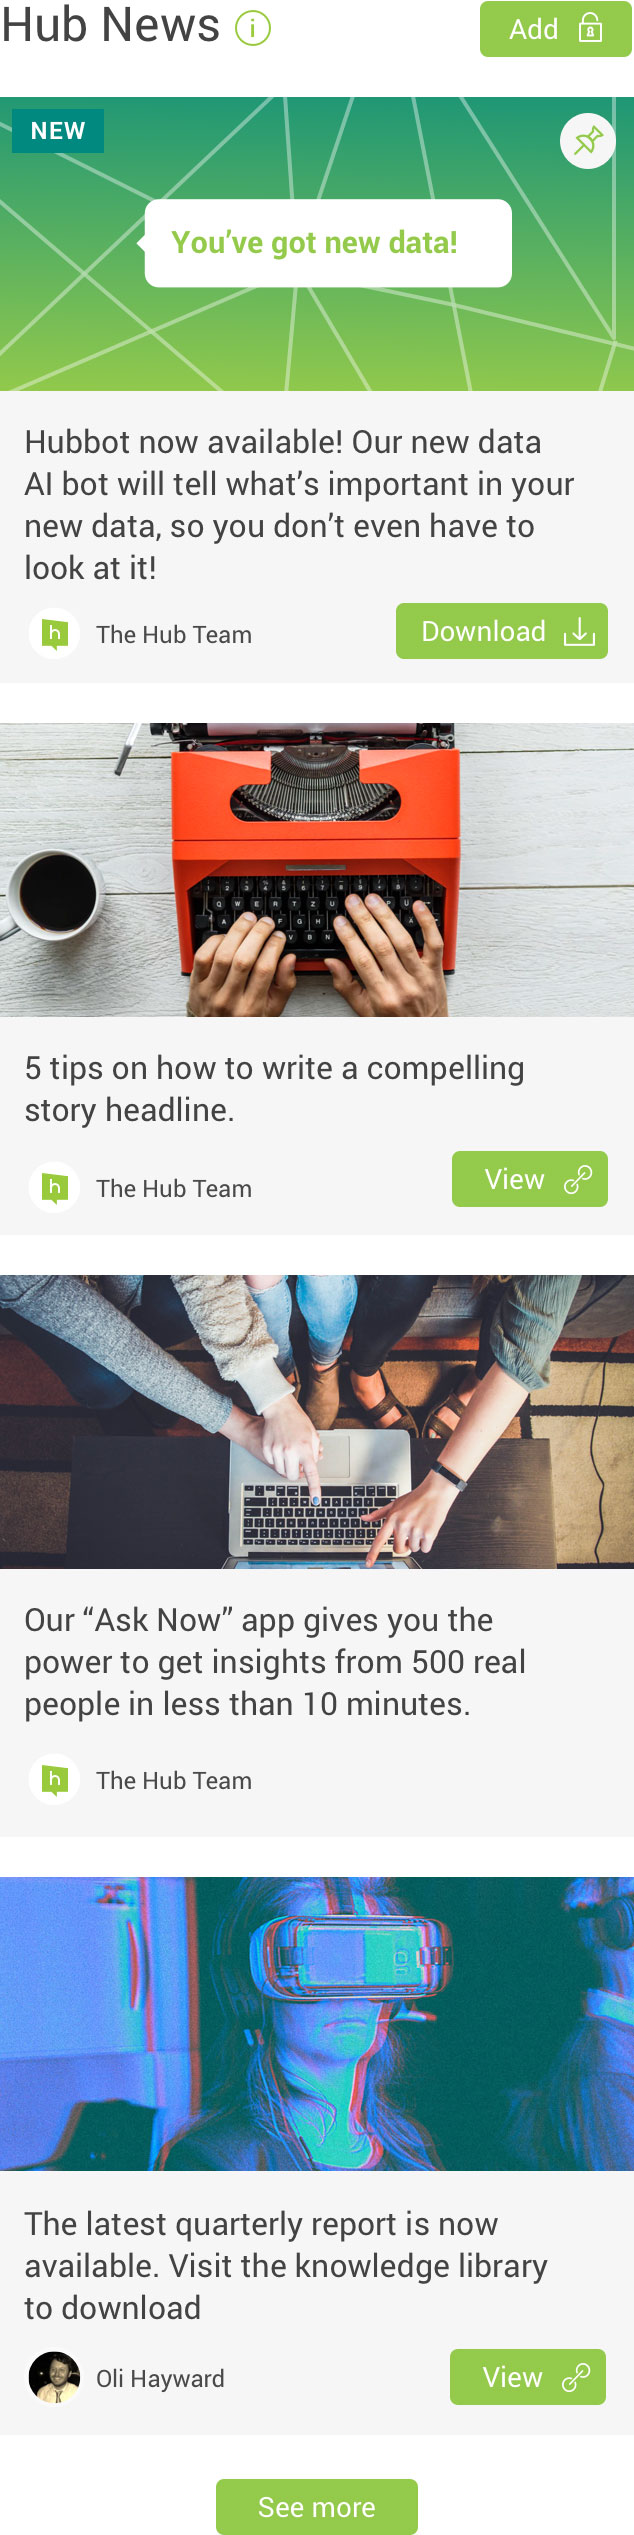 Hub News i
Add
NEW
You’ve got new data!
Hubbot now available! Our new data
AI bot will tell what’s important in your
new data, so you don’t even have to
look at it!
h
The Hub Team
Download
5 tips on how to write a compelling
story headline.
h
The Hub Team
View
Our “Ask Now” app gives you the
power to get insights from 500 real
people in less than 10 minutes.
h
The Hub Team
The latest quarterly report is now
available. Visit the knowledge library
to download
Oli Hayward
View
See more